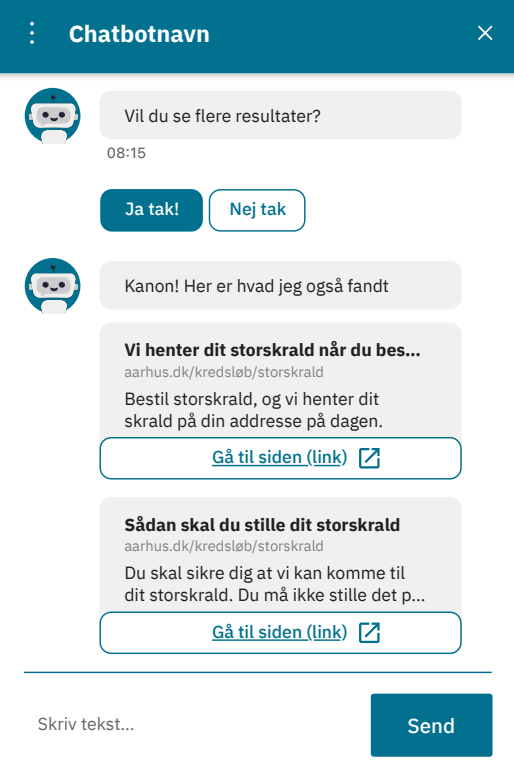 Chatbotnavn
Vil du se flere resultater?
08:15
Ja tak!
Nej tak
Kanon! Her er hvad jeg også fandt
Vi henter dit storskrald når du bes...
aarhus.dk/kredsløb/storskrald
Bestil storskrald, og vi henter dit
skrald på din addresse på dagen.
Gå til siden (link)
Sådan skal du stille dit storskrald
aarhus.dk/kredsløb/storskrald
Du skal sikre dig at vi kan komme til
dit storskrald. Du må ikke stille det p...
Gå til siden (link)
Skriv tekst...
Send